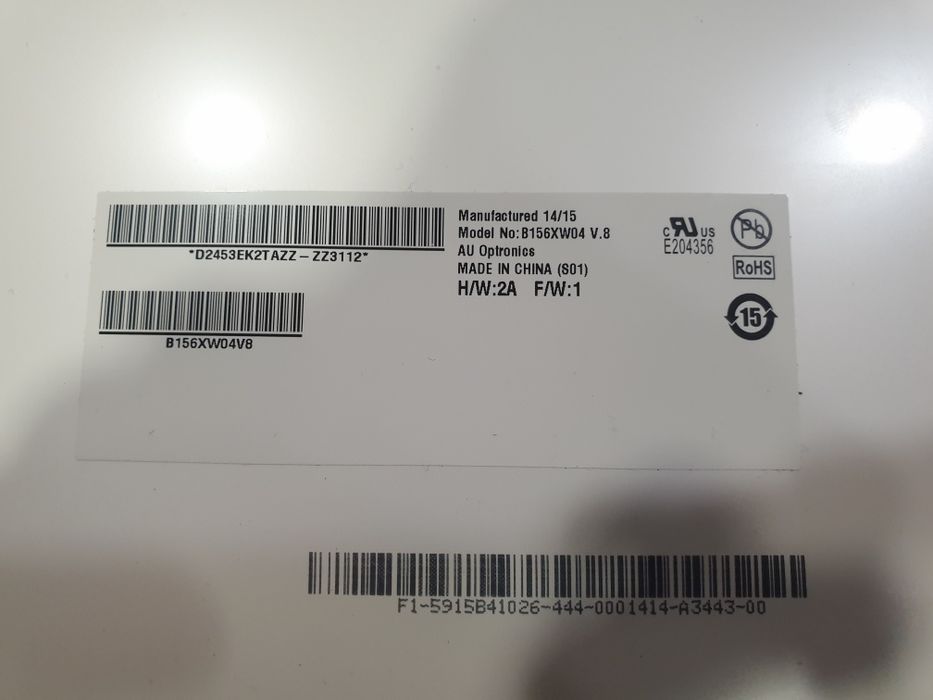 *D2453EK2TAZZ-ZZ3112*
B156XW04V8
Manufactured 14/15
Model No:B156XW04 V.8
AU Optronics
MADE IN CHINA (S01)
H/W:2A F/W:1
c RU US
E204356
Pb
RoHS
15
F1-5915B41026-444-0001414-A3443-00